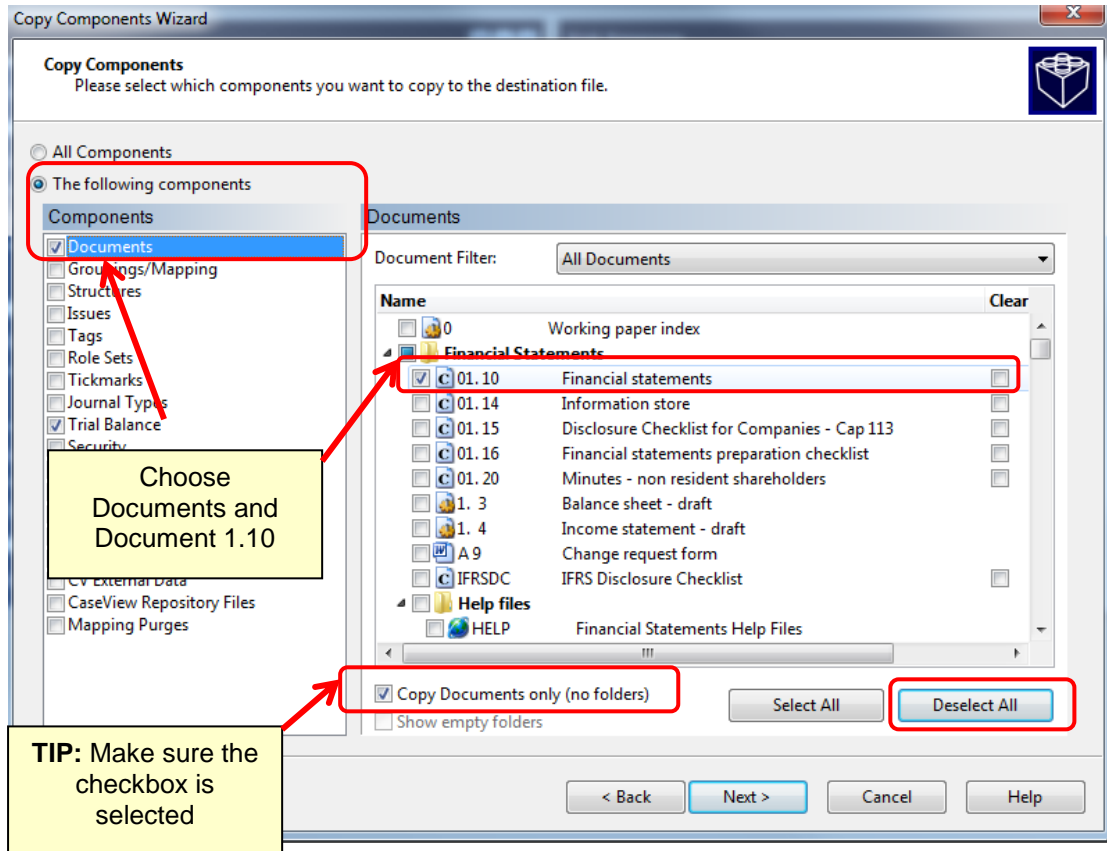 Copy Components Wizard
Copy Components
Please select which components you want to copy to the destination file.
All Components
The following components
Components
Documents
Groupings/Mapping
Structures
Issues
Tags
Role Sets
Tickmarks
Journal Types
Trial Balance
Security
CV External Data
CaseView Repository Files
Mapping Purges
Documents
Document Filter: All Documents
Name Clear
0 Working paper index
Financial Statements
01. 10 Financial statements
01. 14 Information store
01. 15 Disclosure Checklist for Companies - Cap 113
01. 16 Financial statements preparation checklist
01. 20 Minutes - non resident shareholders
1. 3 Balance sheet - draft
1. 4 Income statement - draft
A 9 Change request form
IFRSDC IFRS Disclosure Checklist
Help files
HELP Financial Statements Help Files
Copy Documents only (no folders)
Show empty folders
Select All
Deselect All
Choose
Documents and
Document 1.10
TIP: Make sure the
checkbox is
selected
< Back Next > Cancel Help